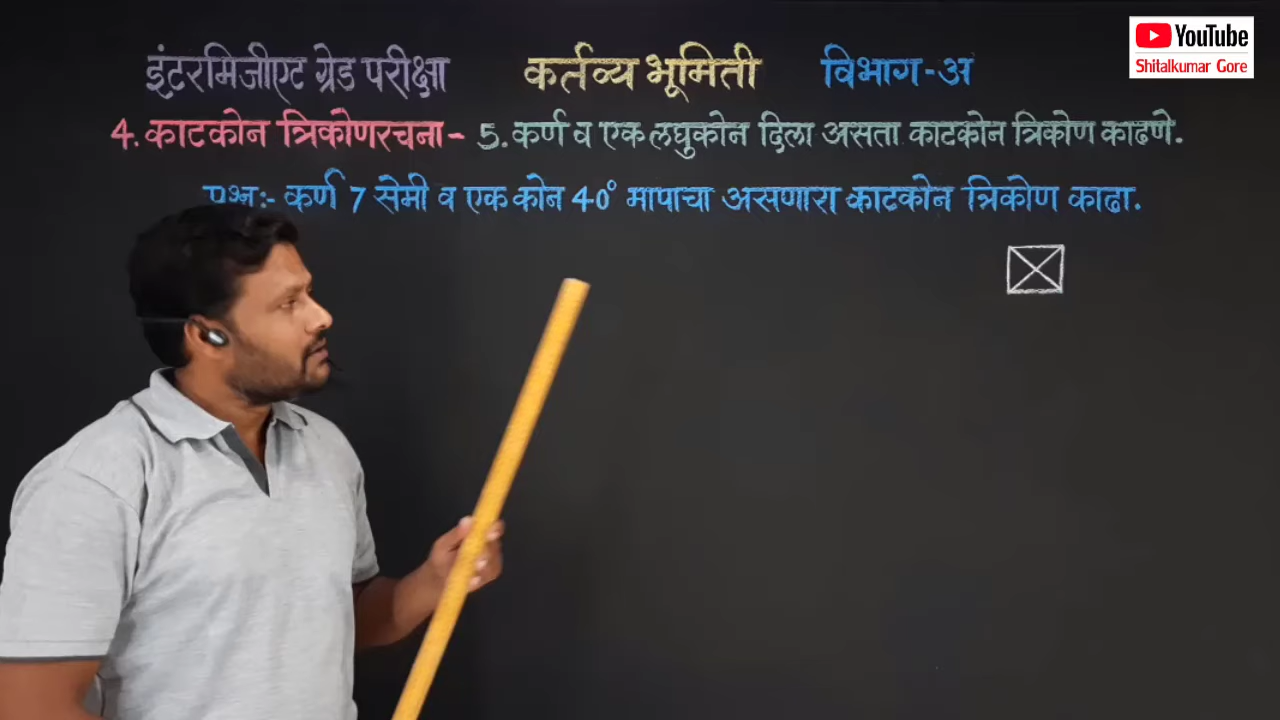 YouTube
Shitalkumar Gore
इंटरमिजीएट ग्रेड परीक्षा कर्तव्य भूमिती विभाग-अ
4. काटकोन त्रिकोणरचना- 5. कर्ण व एक लघुकोन दिला असता काटकोन त्रिकोण काढणे.
प्रश्न:- कर्ण 7 सेमी व एक कोन 40° मापाचा असणारा काटकोन त्रिकोण काढा.